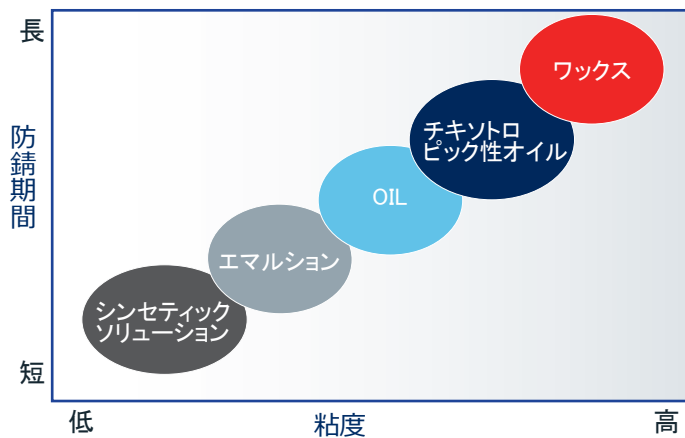 長
ワックス
チキソトロ
ピック性オイル
防錆期間
OIL
エマルション
シンセティック
ソリューション
短
低
粘度
高